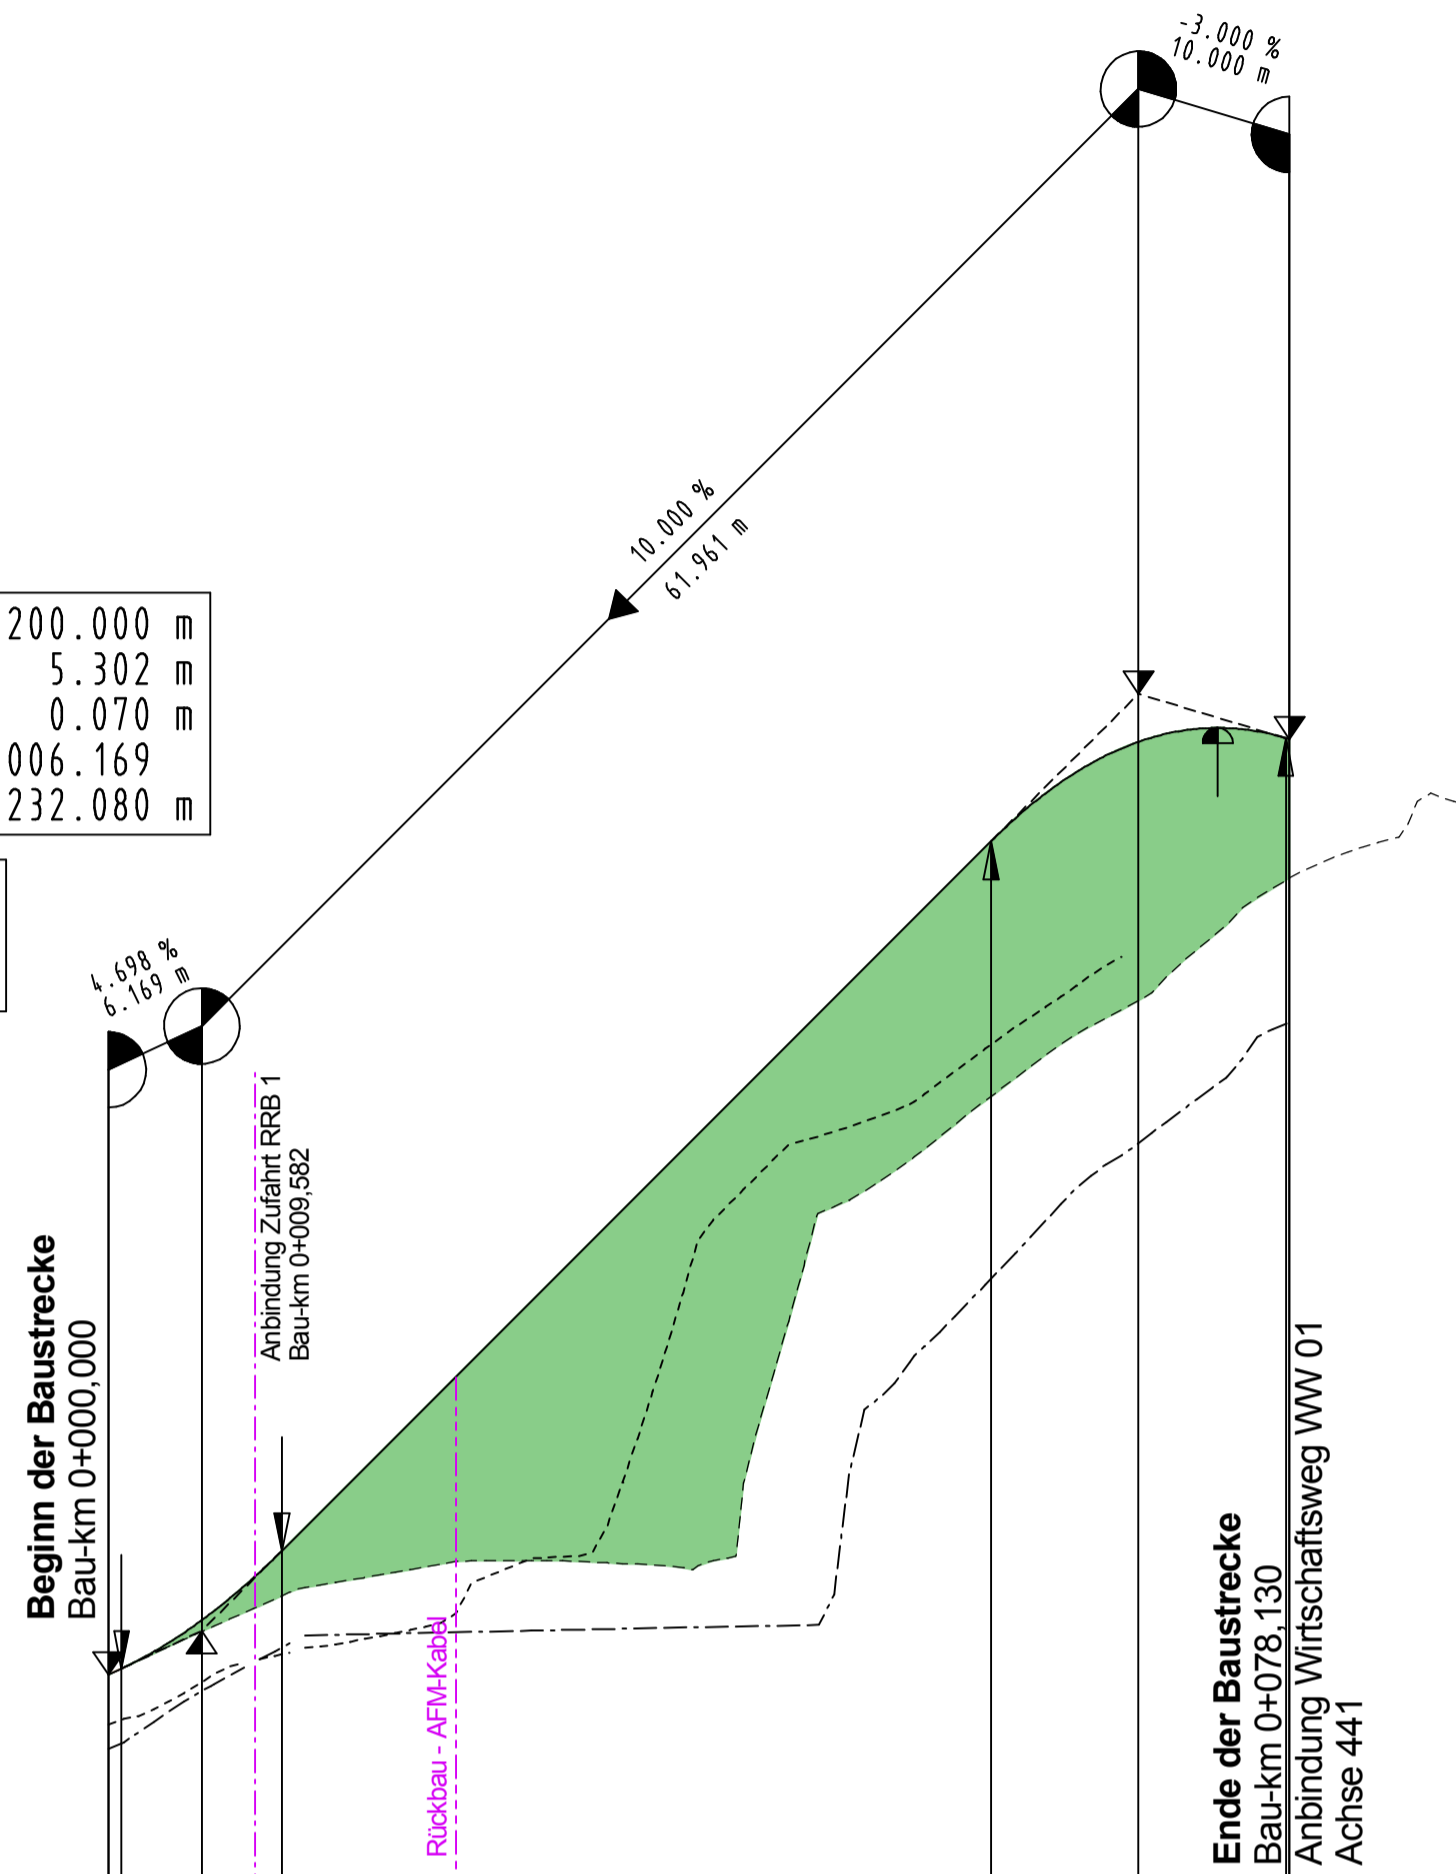 -3.000 %
10.000 m
10.000 %
61.961 m
200.000 m
5.302 m
0.070 m
006.169
232.080 m
4.698 %
6.169 m
Beginn der Baustrecke
Bau-km 0+000,000
Anbindung Zufahrt RRB 1
Bau-km 0+009,582
Rückbau - AFM-Kabel
Ende der Baustrecke
Bau-km 0+078,130
Anbindung Wirtschaftsweg WW 01
Achse 441